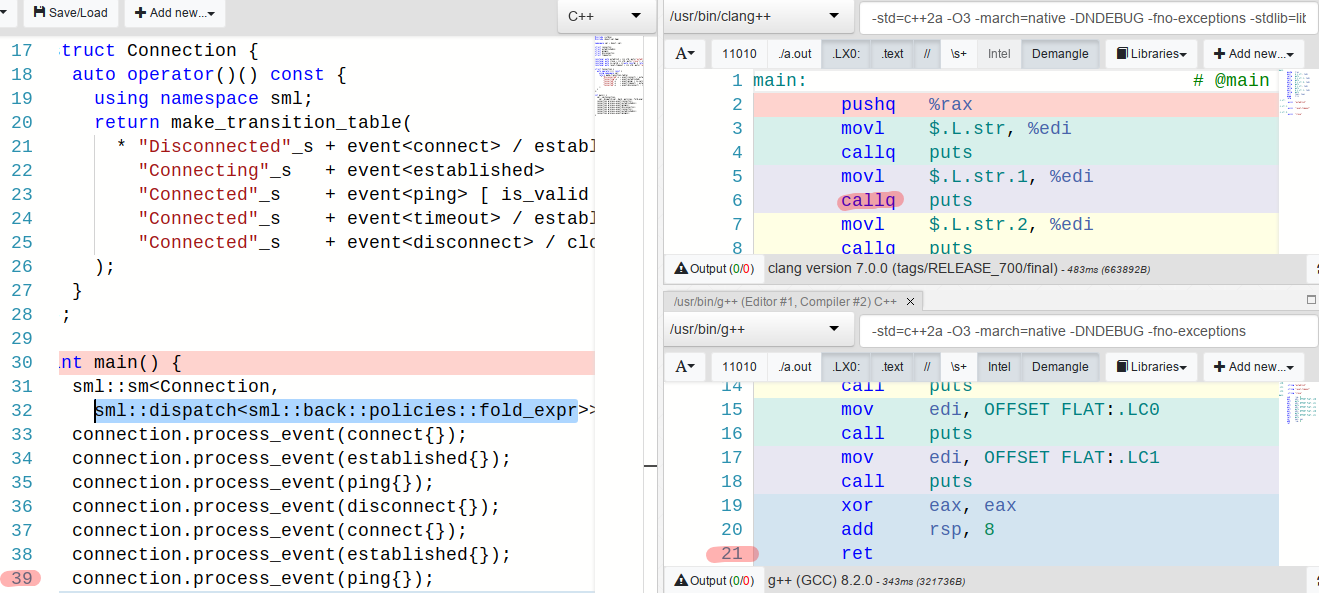 Save/Load
Add new...
C++
17 truct Connection {
18 auto operator()() const {
19 using namespace sml;
20 return make_transition_table(
21 * "Disconnected"_s + event<connect> / establ
22 "Connecting"_s + event<established>
23 "Connected"_s + event<ping> [ is_valid
24 "Connected"_s + event<timeout> / establ
25 "Connected"_s + event<disconnect> / clo
26 );
27 }
28 ;
29
30 nt main() {
31 sml::sm<Connection,
32 sml::dispatch<sml::back::policies::fold_expr>>
33 connection.process_event(connect{});
34 connection.process_event(established{});
35 connection.process_event(ping{});
36 connection.process_event(disconnect{});
37 connection.process_event(connect{});
38 connection.process_event(established{});
39 connection.process_event(ping{});
/usr/bin/clang++
-std=c++2a -O3 -march=native -DNDEBUG -fno-exceptions -stdlib=lib
A 11010 ./a.out .LX0: .text // \s+ Intel Demangle Libraries Add new...
1 main: # @main
2 pushq %rax
3 movl $.L.str, %edi
4 callq puts
5 movl $.L.str.1, %edi
6 callq puts
7 movl $.L.str.2, %edi
8 callq puts
Output (0/0) clang version 7.0.0 (tags/RELEASE_700/final) - 483ms (663892B)
/usr/bin/g++ (Editor #1, Compiler #2) C++ ×
/usr/bin/g++
-std=c++2a -O3 -march=native -DNDEBUG -fno-exceptions
A 11010 ./a.out .LX0: .text // \s+ Intel Demangle Libraries Add new...
14 call puts
15 mov edi, OFFSET FLAT:.LC0
16 call puts
17 mov edi, OFFSET FLAT:.LC1
18 call puts
19 xor eax, eax
20 add rsp, 8
21 ret
Output (0/0) g++ (GCC) 8.2.0 - 343ms (321736B)